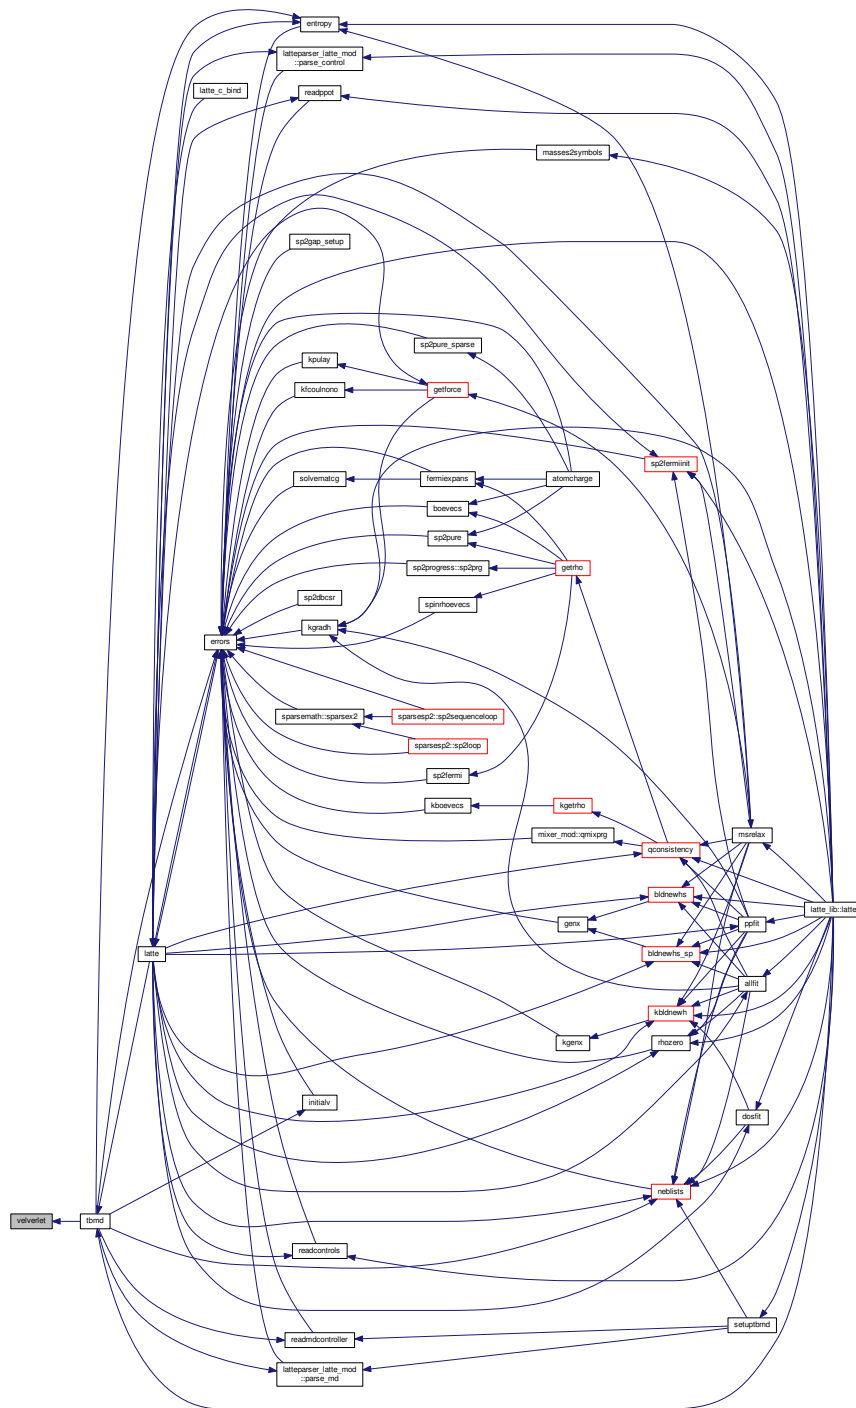 entropy
latteparser_latte_mod
::parse_control
latte_c_bind
readppot
masses2symbols
sp2gap_setup
sp2pure_sparse
kpulay
kfcoulnono
getforce
sp2fermiinit
solvematcg
fermiexpans
atomcharge
boevecs
sp2pure
sp2progress::sp2prg
getrho
sp2dbcsr
spinrhoevecs
kgradh
errors
sparsemath::sparsex2
sparsesp2::sp2sequenceloop
sparsesp2::sp2loop
sp2fermi
kboevecs
kgetrho
mixer_mod::qmixprg
msrelax
qconsistency
bldnewhs
latte_lib::latte
genx
ppfit
latte
bldnewhs_sp
allfit
kbldnewh
kgenx
rhozero
initialv
dosfit
neblists
velverlet
tbmd
readcontrols
setuptbmd
readmdcontroller
latteparser_latte_mod
::parse_md